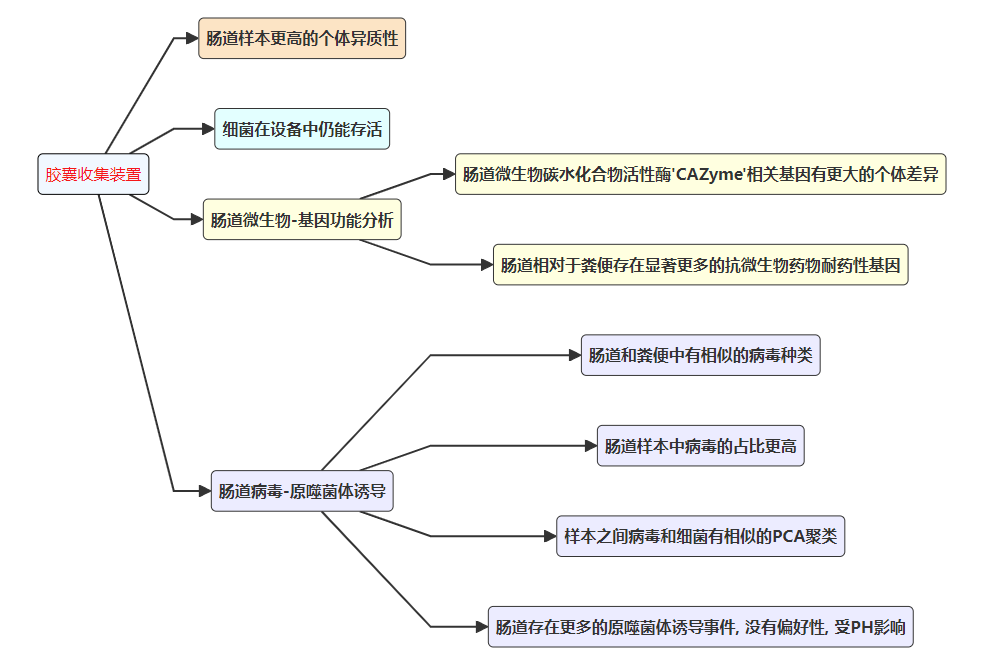 肠道样本更高的个体异质性
细菌在设备中仍能存活
胶囊收集装置
肠道微生物碳水化合物活性酶'CAZyme'相关基因有更大的个体差异
肠道微生物-基因功能分析
肠道相对于粪便存在显著更多的抗微生物药物耐药性基因
肠道和粪便中有相似的病毒种类
肠道样本中病毒的占比更高
肠道病毒-原噬菌体诱导
样本之间病毒和细菌有相似的PCA聚类
肠道存在更多的原噬菌体诱导事件, 没有偏好性, 受PH影响